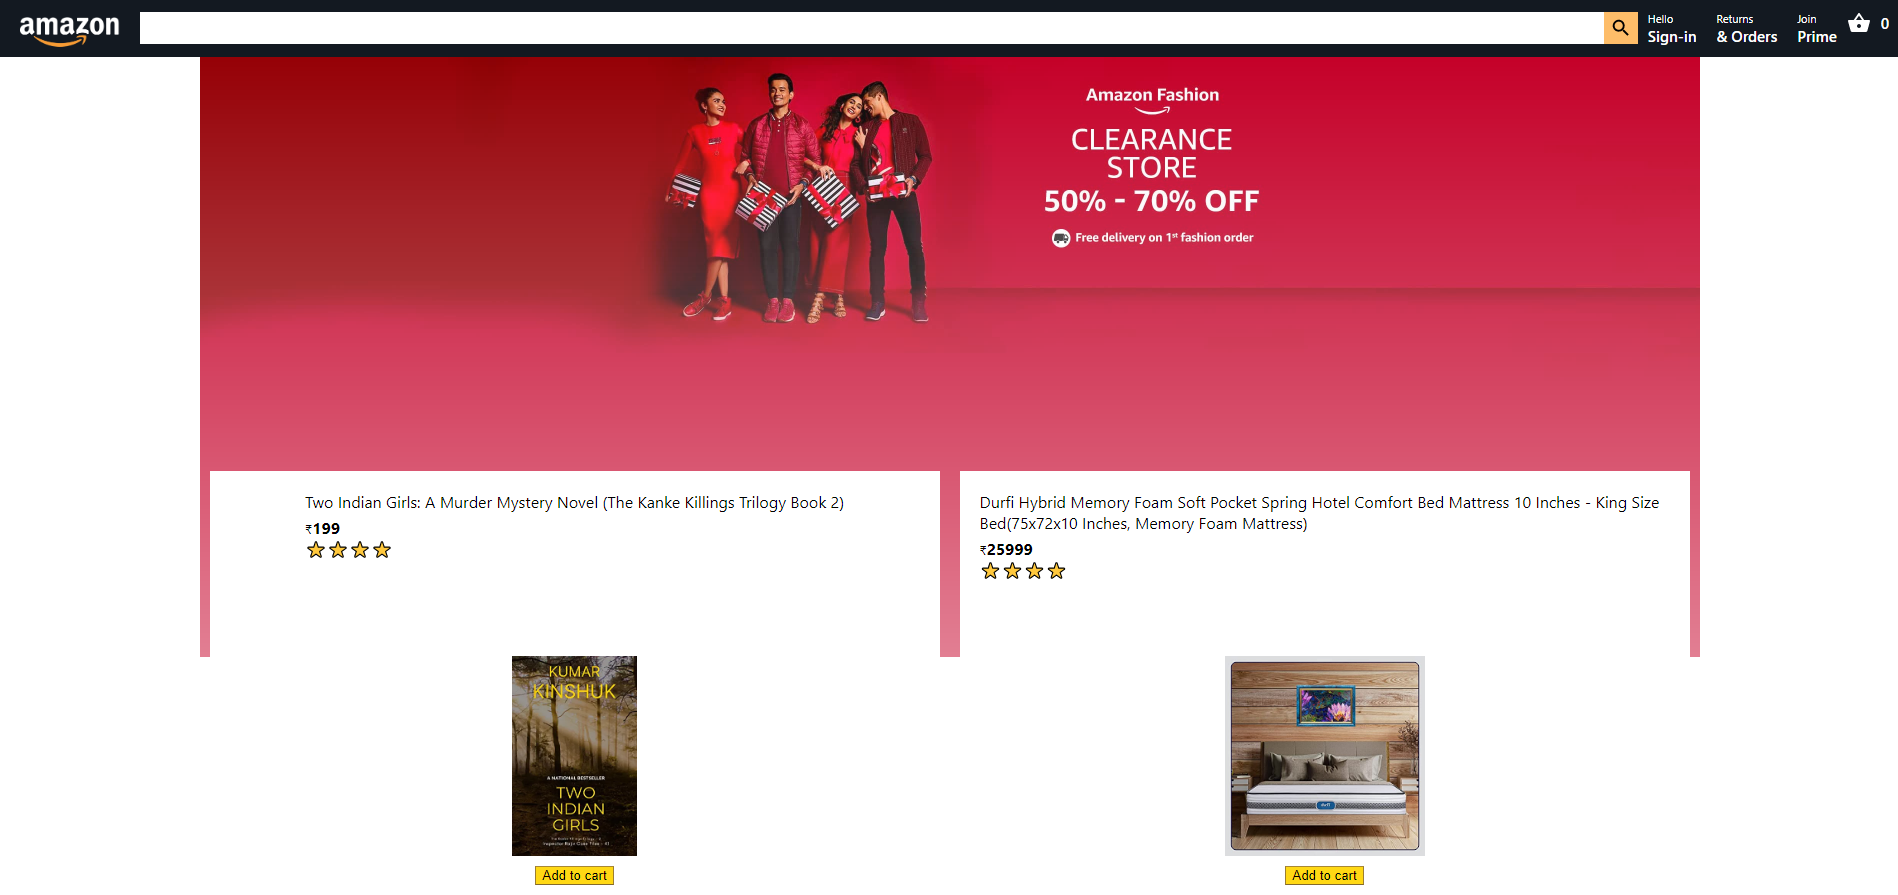 amazon
Hello
Sign-in
Returns
& Orders
Join
Prime
0
Amazon Fashion
CLEARANCE
STORE
50% - 70% OFF
Free delivery on 1st fashion order
Two Indian Girls: A Murder Mystery Novel (The Kanke Killings Trilogy Book 2)
₹199
Durfi Hybrid Memory Foam Soft Pocket Spring Hotel Comfort Bed Mattress 10 Inches - King Size
Bed(75x72x10 Inches, Memory Foam Mattress)
₹25999
KUMAR
KINSHUK
A NATIONAL BESTSELLER
TWO
INDIAN
GIRLS
Add to cart
Add to cart